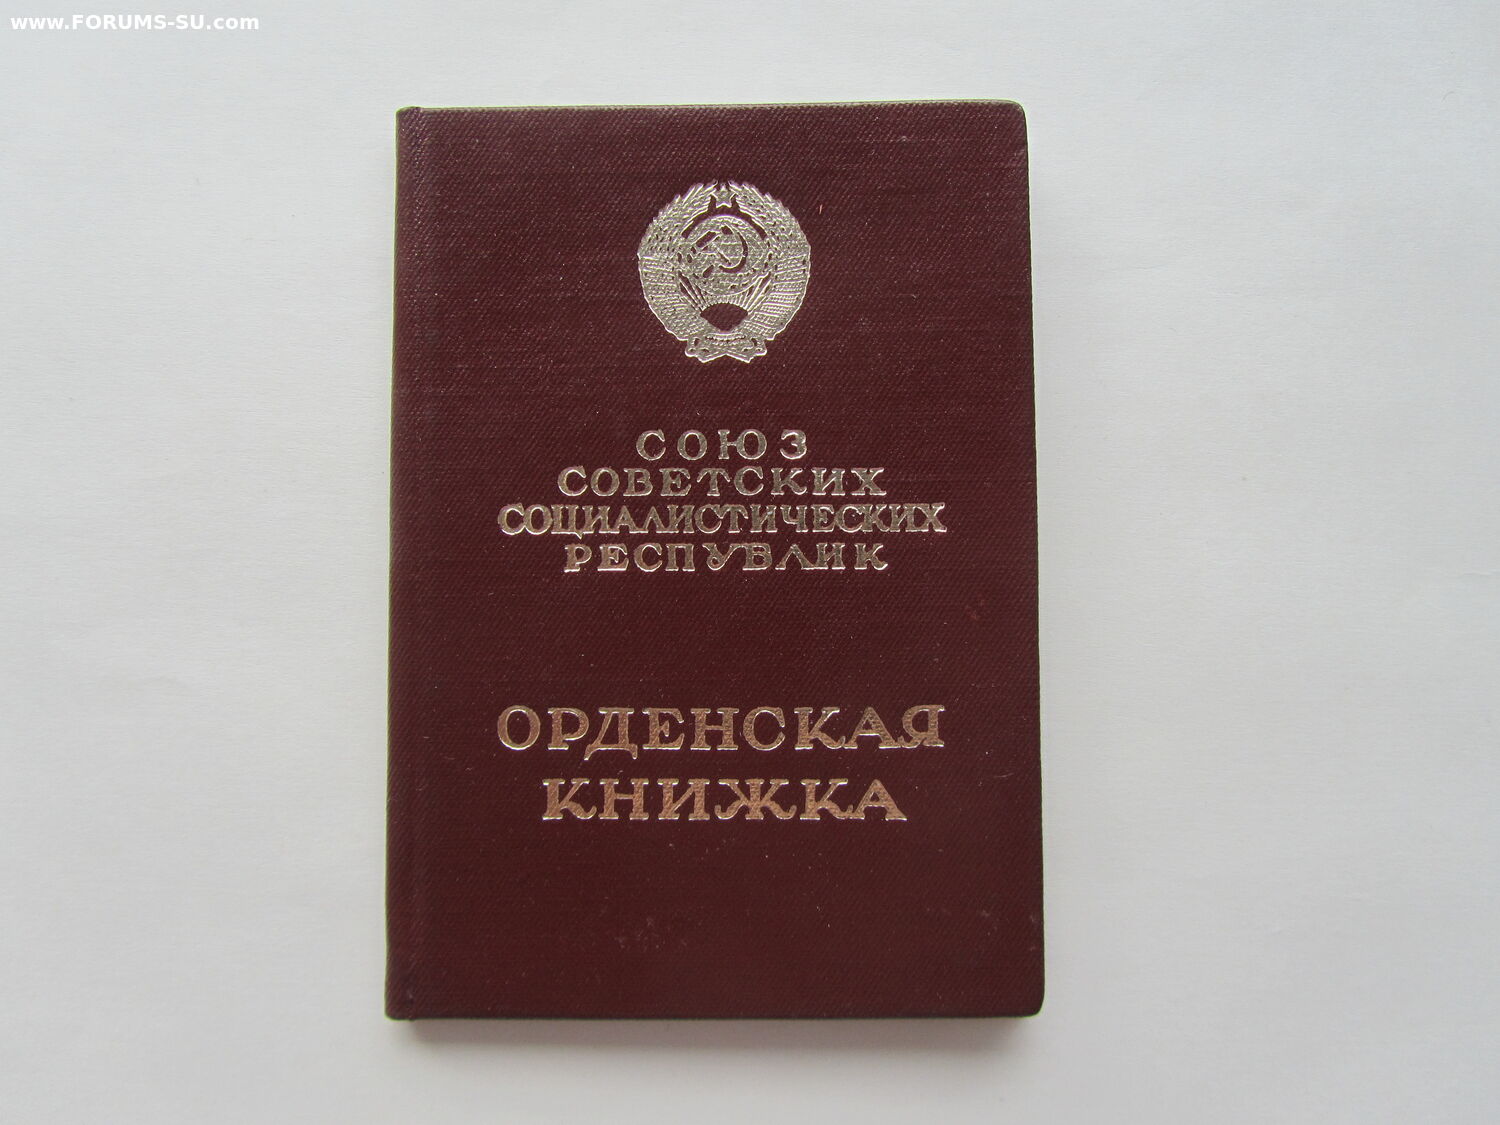 www.FORUMS-SU.com
СОЮЗ
СОВЕТСКИХ
СОЦИАЛИСТИЧЕСКИХ
РЕСПУБЛИК
ОРДЕНСКАЯ
КНИЖКА